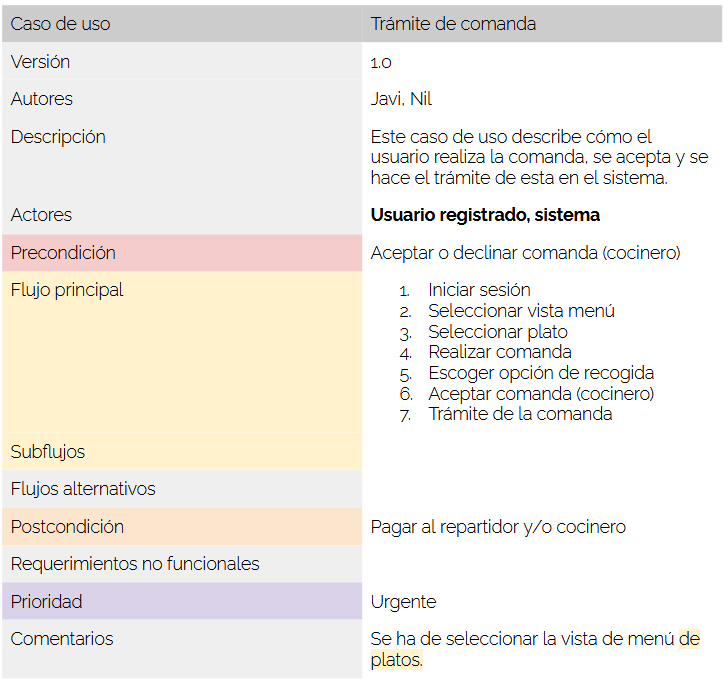 Caso de uso Trámite de comanda
Versión 1.0
Autores Javi, Nil
Descripción Este caso de uso describe cómo el
usuario realiza la comanda, se acepta y se
hace el trámite de esta en el sistema.
Actores Usuario registrado, sistema
Precondición Aceptar o declinar comanda (cocinero)
Flujo principal 1. Iniciar sesión
2. Seleccionar vista menú
3. Seleccionar plato
4. Realizar comanda
5. Escoger opción de recogida
6. Aceptar comanda (cocinero)
7. Trámite de la comanda
Subflujos
Flujos alternativos
Postcondición Pagar al repartidor y/o cocinero
Requerimientos no funcionales
Prioridad Urgente
Comentarios Se ha de seleccionar la vista de menú de
platos.